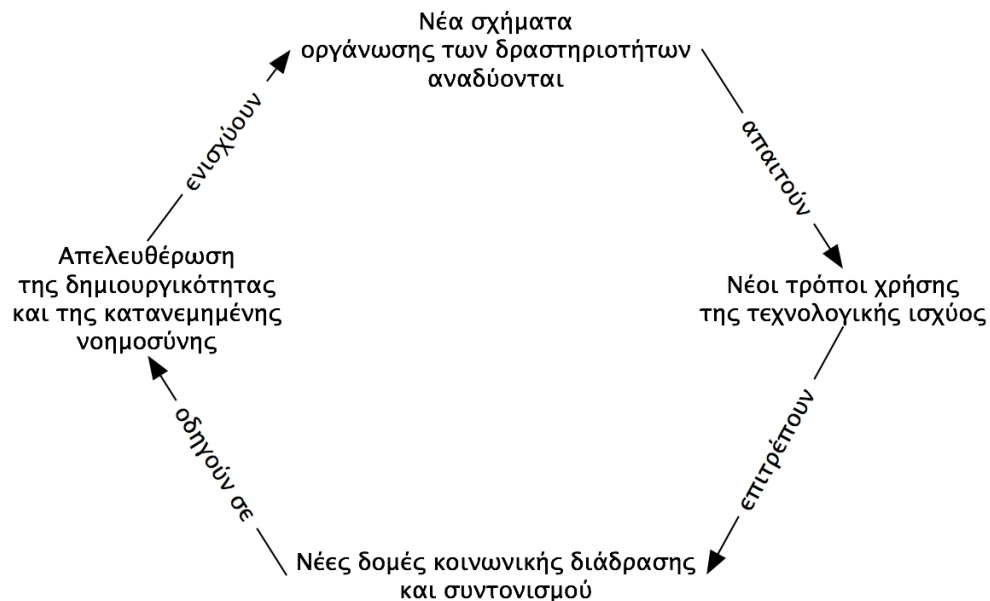 Νέα σχήματα
οργάνωσης των δραστηριοτήτων
αναδύονται
απαιτούν
Νέοι τρόποι χρήσης
της τεχνολογικής ισχύος
επιτρέπουν
Νέες δομές κοινωνικής διάδρασης
και συντονισμού
οδηγούν σε
Απελευθέρωση
της δημιουργικότητας
και της κατανεμημένης
νοημοσύνης
ενισχύουν